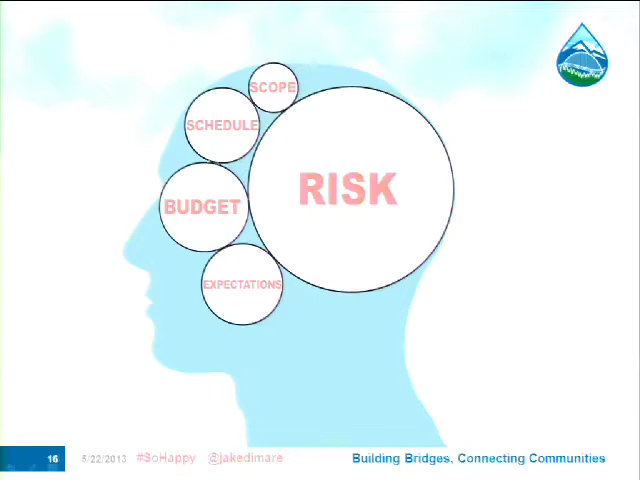 SCOPE
SCHEDULE
RISK
BUDGET
EXPECTATIONS
16
5/22/2013
#SoHappy @jakedimare
Building Bridges, Connecting Communities